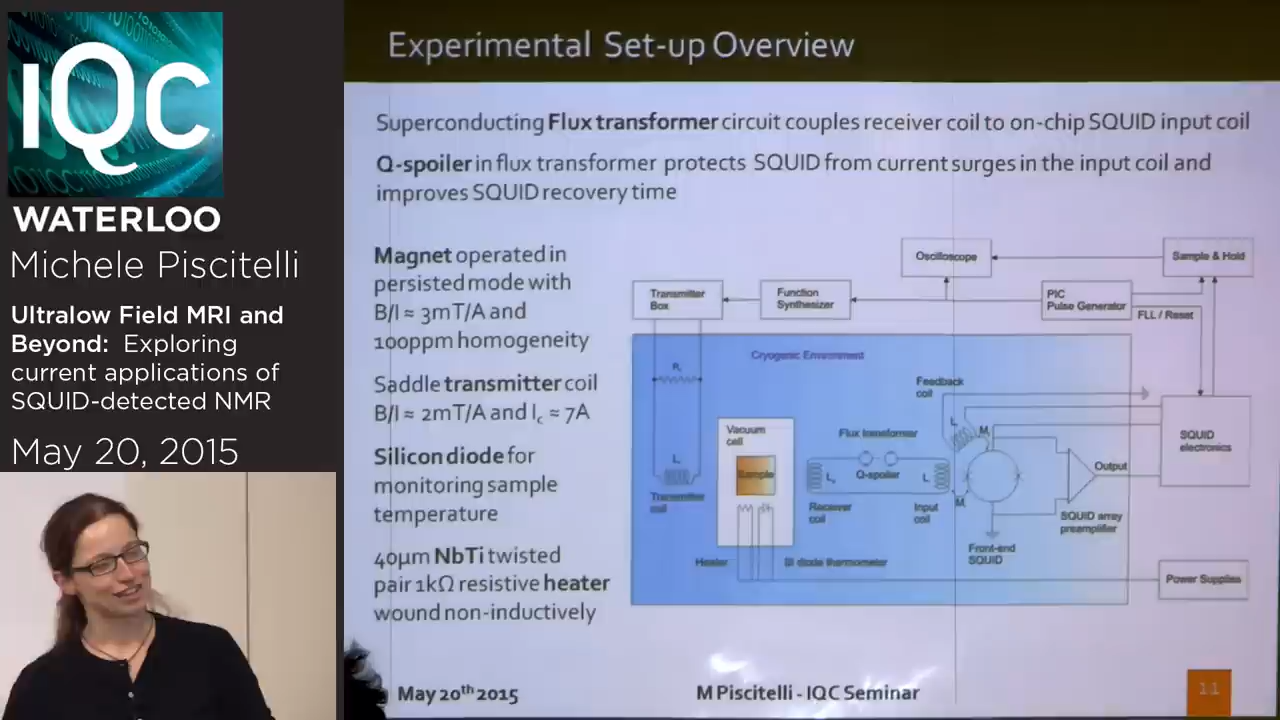 IQC
WATERLOO
Michele Piscitelli
Ultralow Field MRI and
Beyond: Exploring
current applications of
SQUID-detected NMR
May 20, 2015
Experimental Set-up Overview
Superconducting Flux transformer circuit couples receiver coil to on-chip SQUID input coil
Q-spoiler in flux transformer protects SQUID from current surges in the input coil and
improves SQUID recovery time
Magnet operated in
persisted mode with
B/I ≈ 3mT/A and
100ppm homogeneity
Saddle transmitter coil
B/I ≈ 2mT/A and Ic ≈ 7A
Silicon diode for
monitoring sample
temperature
40µm NbTi twisted
pair 1kΩ resistive heater
wound non-inductively
Oscilloscope
Sample & Hold
Transmitter
Box
Function
Synthesizer
PIC
Pulse Generator
FLL / Reset
Cryogenic Environment
Feedback
coil
Vacuum
cell
Flux transformer
SQUID
electronics
Sample
Q-spoiler
Output
Transmitter
coil
Receiver
coil
Input
coil
SQUID array
preamplifier
Front-end
SQUID
Heater
Si diode thermometer
Power Supplies
May 20th 2015
M Piscitelli - IQC Seminar
11